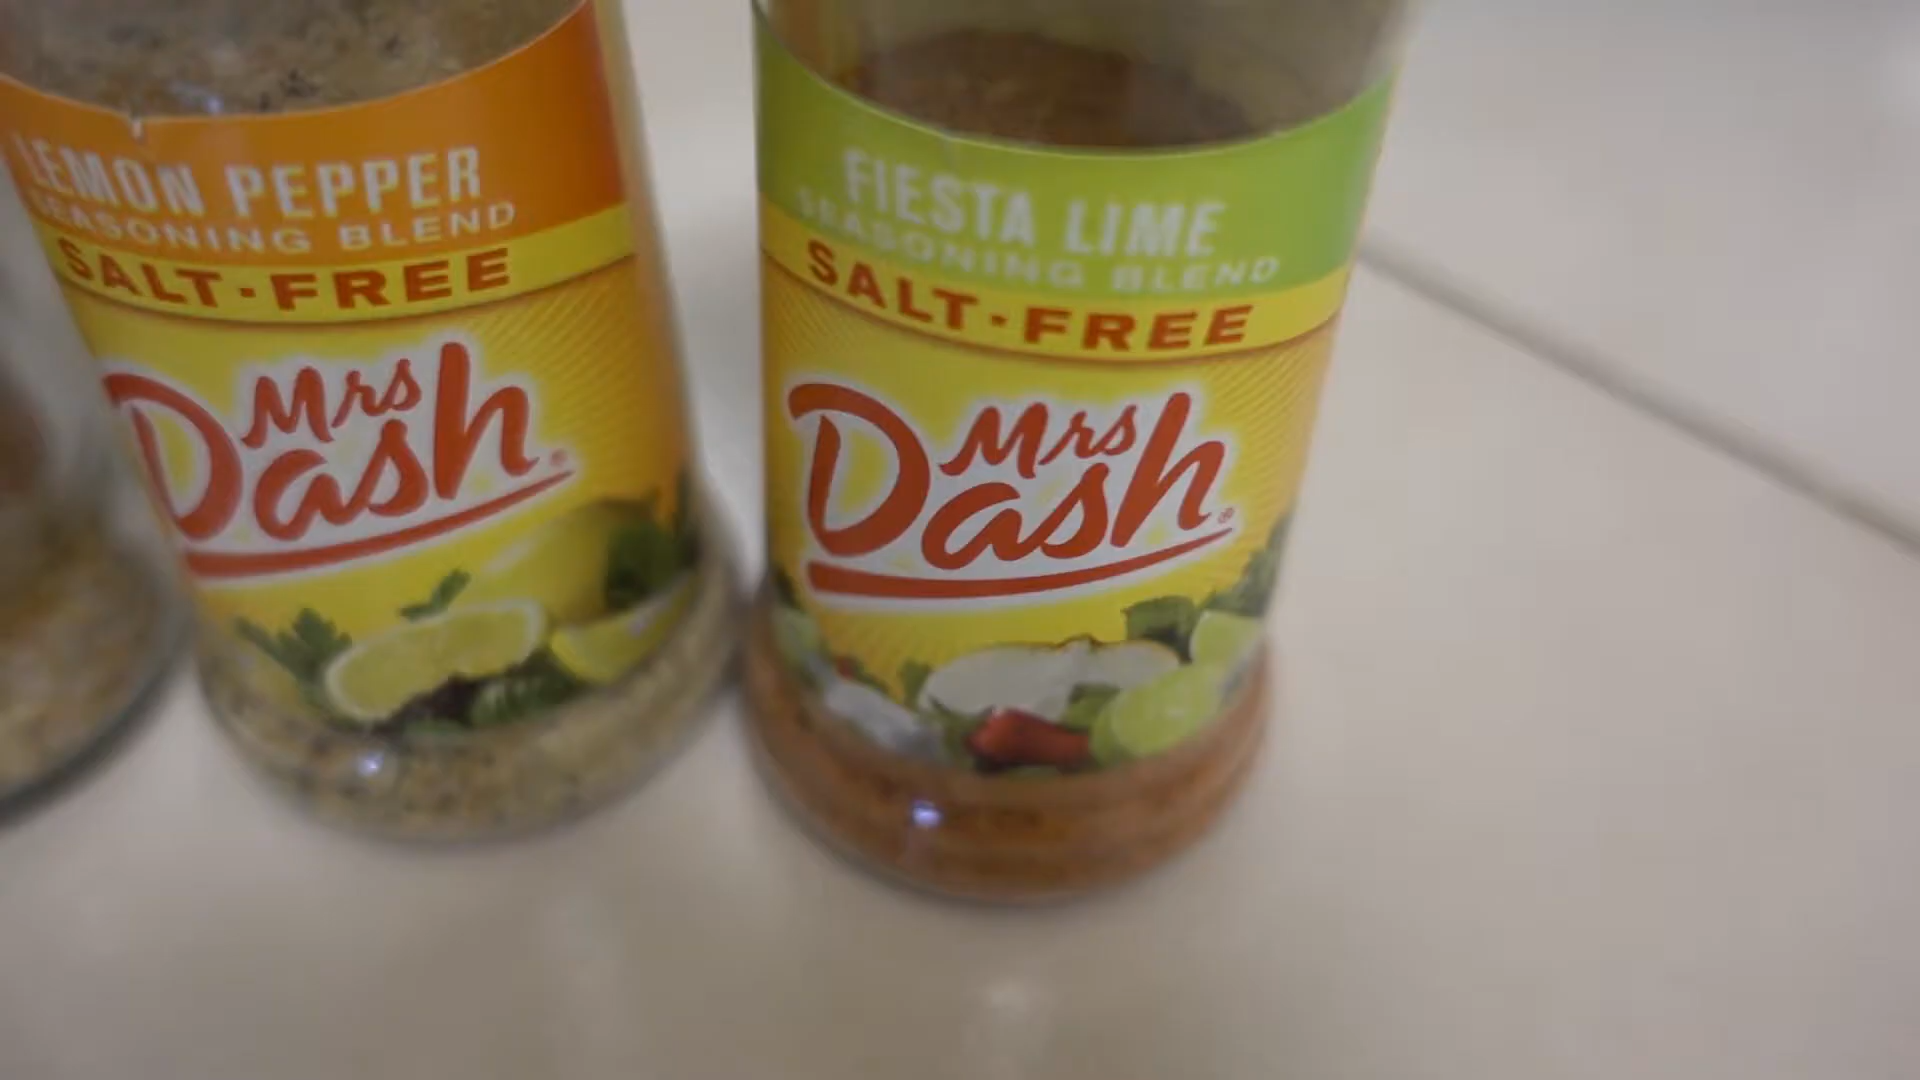 LEMON PEPPER
SEASONING BLEND
SALT-FREE
Mrs
Dash®
FIESTA LIME
SEASONING BLEND
SALT-FREE
Mrs
Dash®